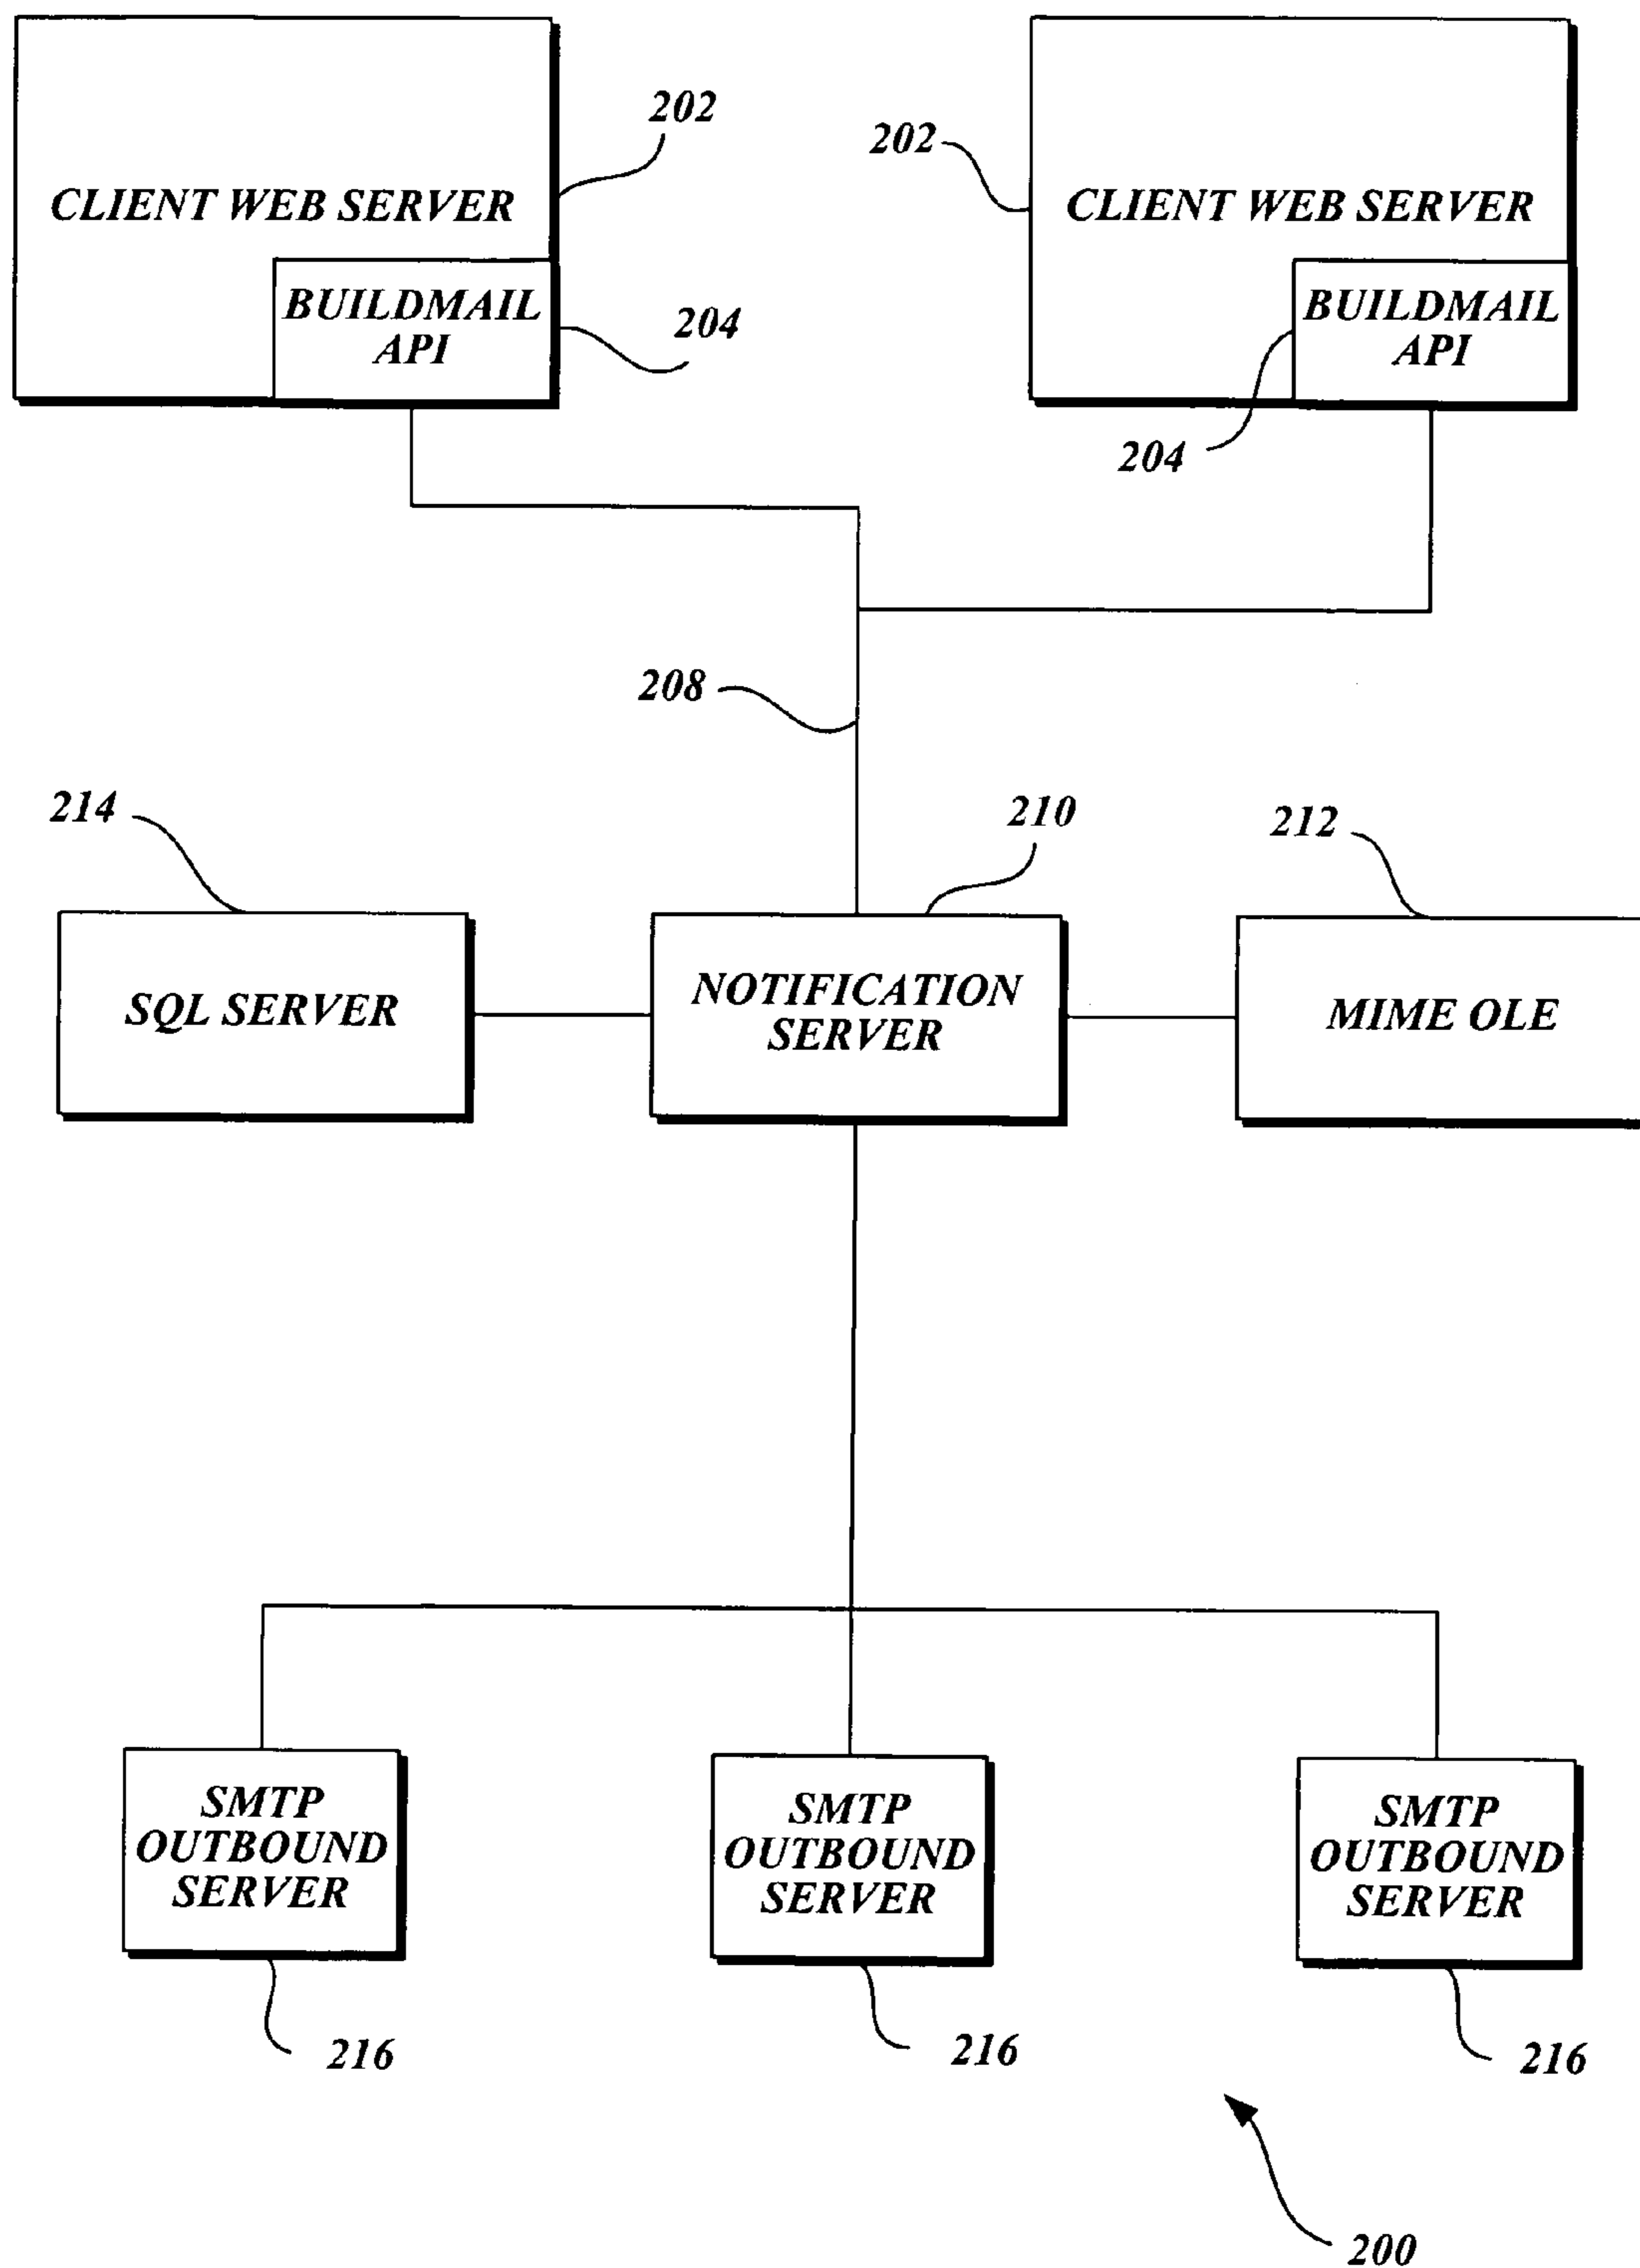 202
202
CLIENT WEB SERVER
CLIENT WEB SERVER
BUILDMAIL
API
204
BUILDMAIL
API
204
208
214
210
212
SQL SERVER
NOTIFICATION
SERVER
MIME OLE
SMTP
OUTBOUND
SERVER
SMTP
OUTBOUND
SERVER
SMTP
OUTBOUND
SERVER
216
216
216
200